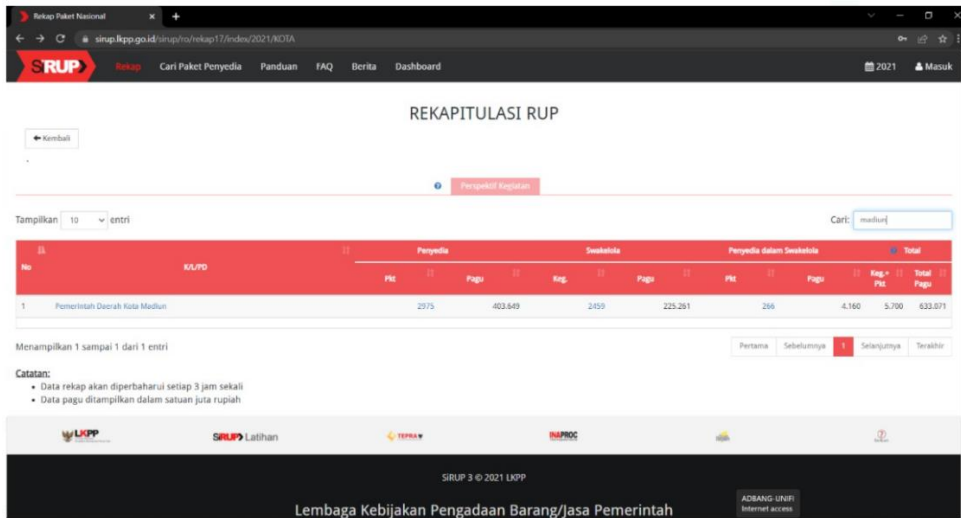 Rekap Paket Nasional
sirup.lkpp.go.id/sirup/ro/rekap17/index/2021/KOTA
SiRUP Rekap Cari Paket Penyedia Panduan FAQ Berita Dashboard 2021 Masuk
REKAPITULASI RUP
Kembali
Perspektif Kegiatan
Tampilkan 10 entri Cari: madiun
No K/L/PD Penyedia Swakelola Penyedia dalam Swakelola Total
Pkt Pagu Keg. Pagu Pkt Pagu Keg.+ Pkt Total Pagu
1 Pemerintah Daerah Kota Madiun 2975 403.649 2459 225.261 266 4.160 5.700 633.071
Menampilkan 1 sampai 1 dari 1 entri Pertama Sebelumnya 1 Selanjutnya Terakhir
Catatan:
• Data rekap akan diperbaharui setiap 3 jam sekali
• Data pagu ditampilkan dalam satuan juta rupiah
LKPP SiRUP Latihan TEPRA INAPROC
SiRUP 3 © 2021 LKPP
Lembaga Kebijakan Pengadaan Barang/Jasa Pemerintah
ADBANG-UNIFI
Internet access